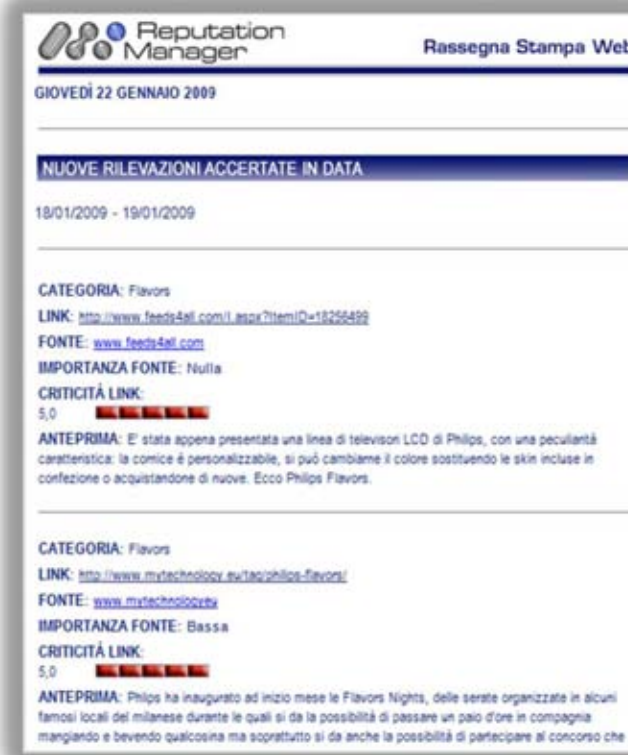 Reputation
Manager
Rassegna Stampa Web
GIOVEDÌ 22 GENNAIO 2009
NUOVE RILEVAZIONI ACCERTATE IN DATA
18/01/2009 - 19/01/2009
CATEGORIA: Flavors
LINK: http://www.feeds4all.com/l.aspx?ItemID=18256499
FONTE: www.feeds4all.com
IMPORTANZA FONTE: Nulla
CRITICITÀ LINK:
5,0
ANTEPRIMA: E' stata appena presentata una linea di televisori LCD di Philips, con una peculiarità
caratteristica: la cornice é personalizzabile, si può cambiarne il colore sostituendo le skin incluse in
confezione o acquistandone di nuove. Ecco Philips Flavors.
CATEGORIA: Flavors
LINK: http://www.mytechnology.eu/tag/philips-flavors/
FONTE: www.mytechnologyeu
IMPORTANZA FONTE: Bassa
CRITICITÀ LINK:
5,0
ANTEPRIMA: Philips ha inaugurato ad inizio mese le Flavors Nights, delle serate organizzate in alcuni
famosi locali del milanese durante le quali si da la possibilità di passare un paio d'ore in compagnia
mangiando e bevendo qualcosina ma soprattutto si da anche la possibilità di partecipare al concorso che